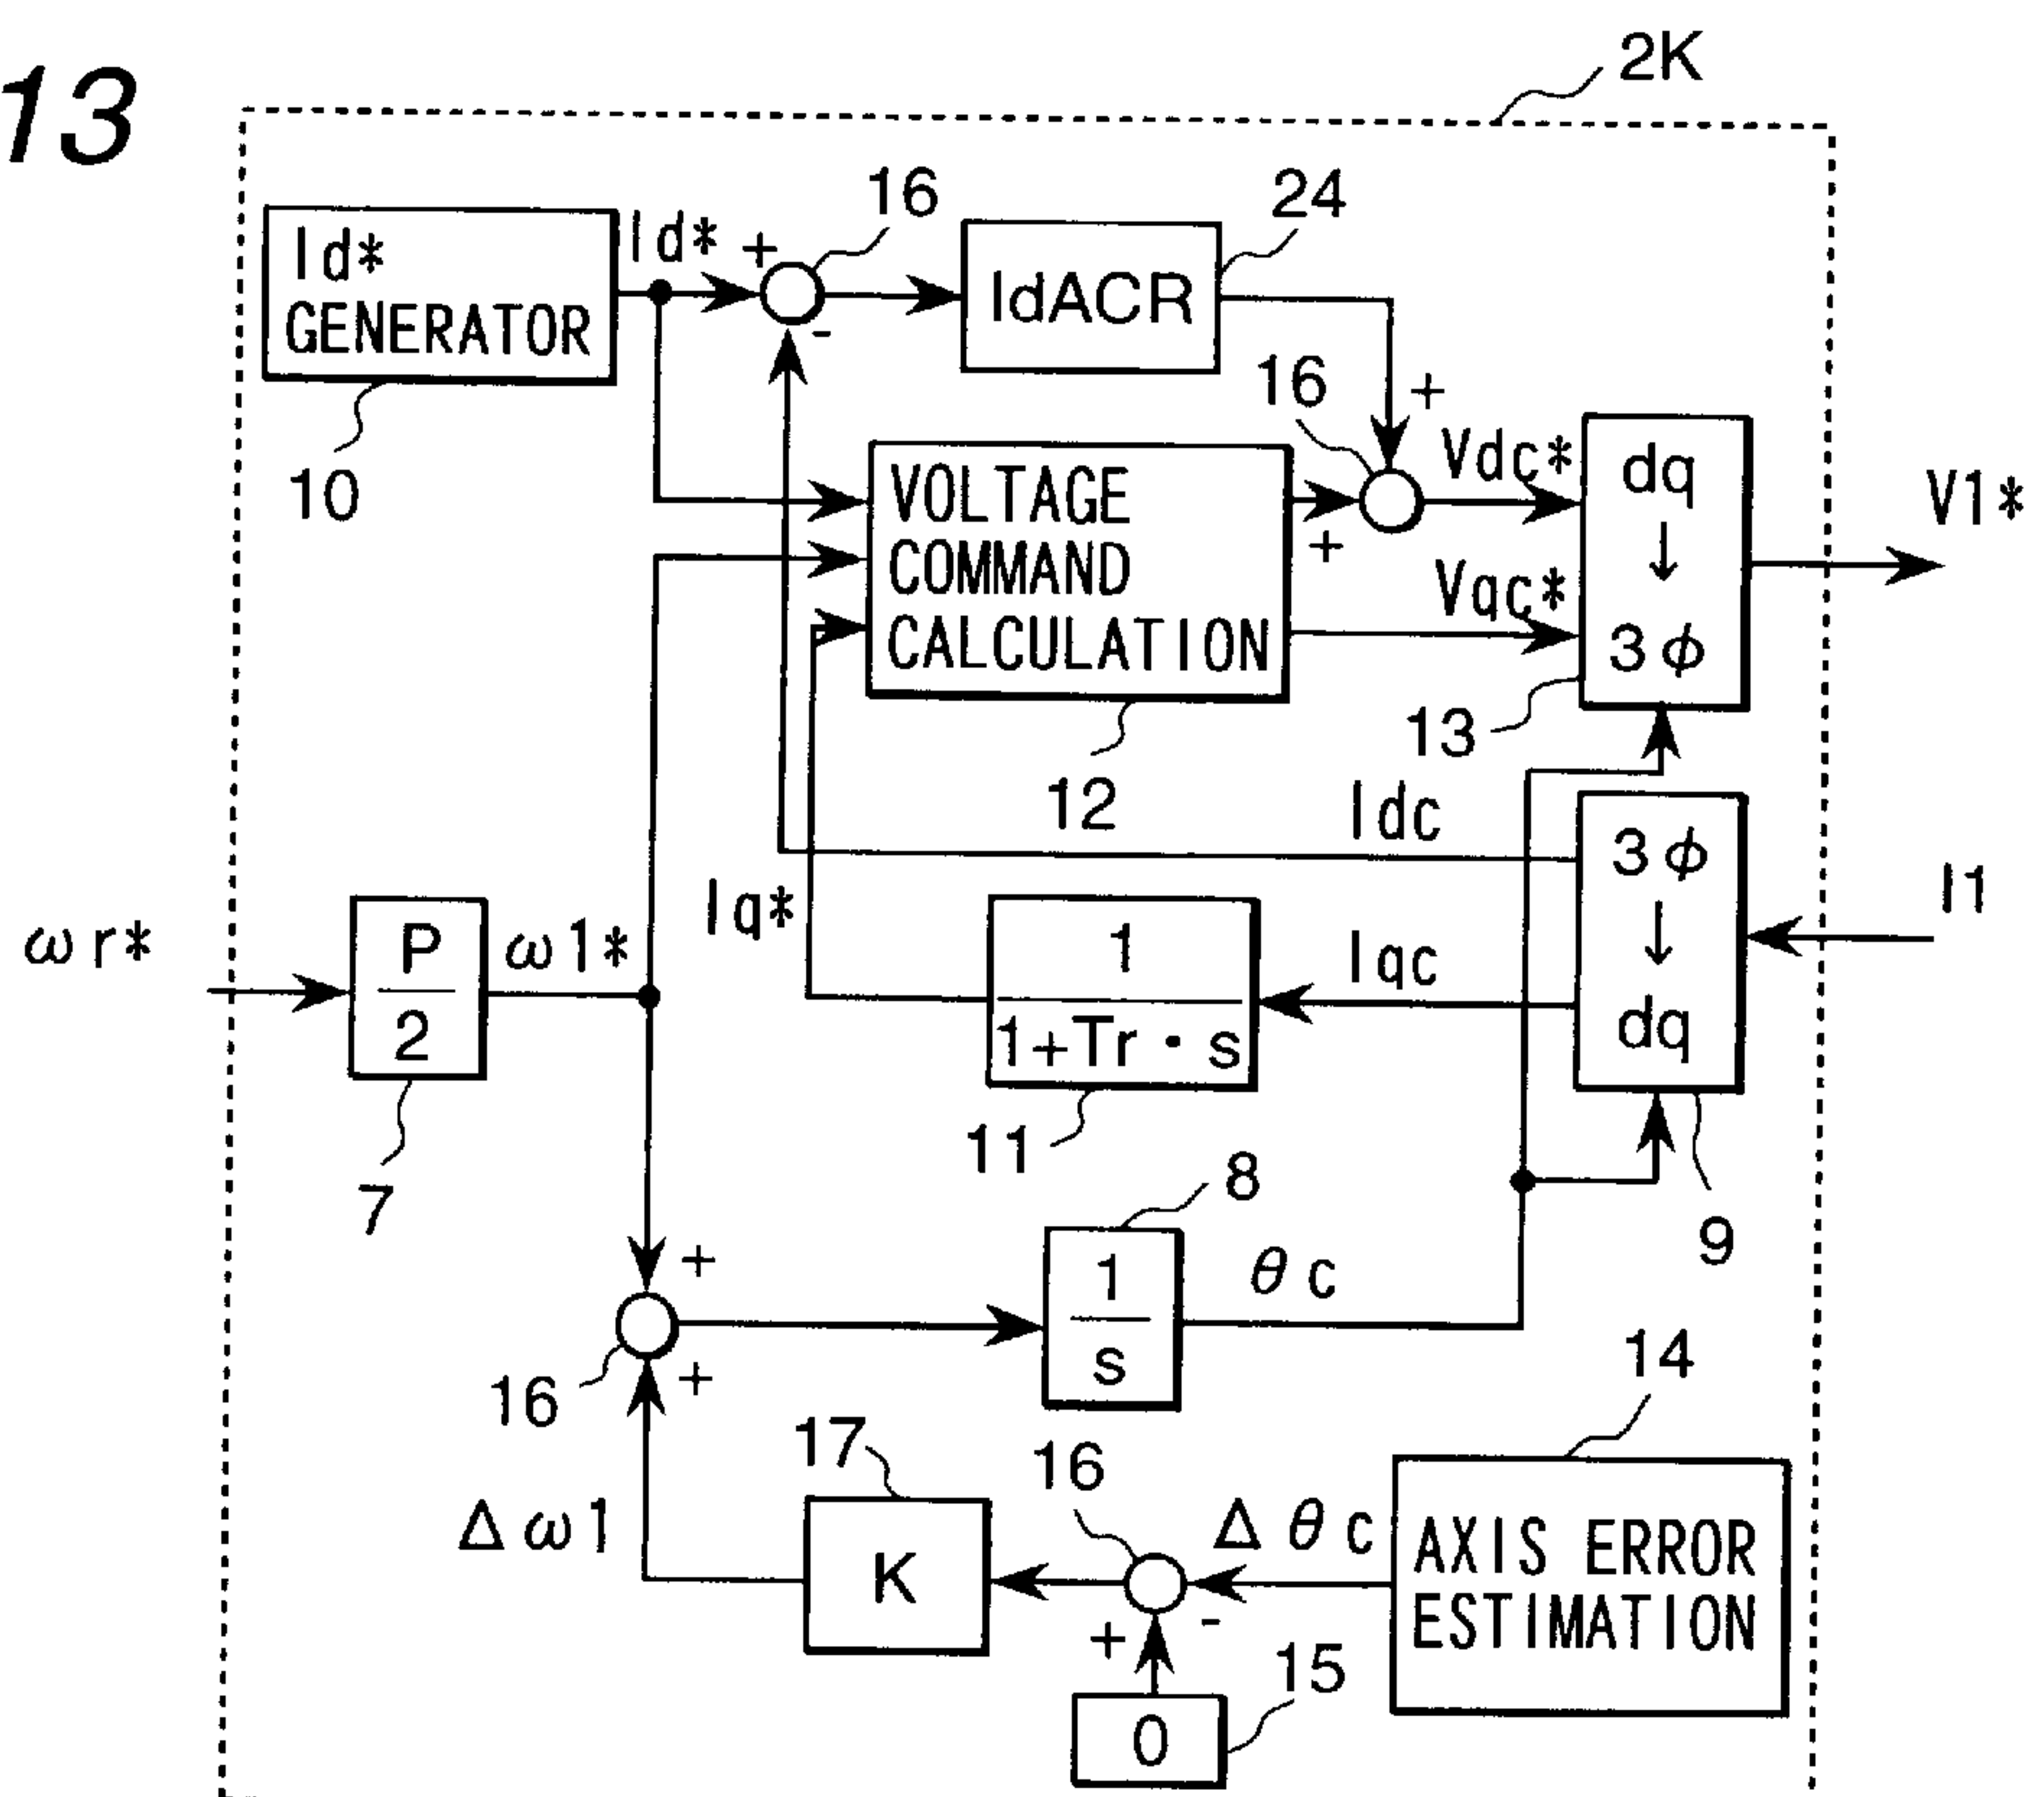 13
2K
Id*
GENERATOR
10
Id*
+
-
16
IdACR
24
16
+
+
VOLTAGE
COMMAND
CALCULATION
12
Vdc*
Vqc*
dq
↓
3φ
13
V1*
Idc
Iqc
3φ
↓
dq
9
I1
Iq*
1
1+Tr・s
11
ωr*
P
2
7
ω1*
+
+
16
1
s
8
θc
Δω1
K
17
16
+
-
Δθc
0
15
AXIS ERROR
ESTIMATION
14